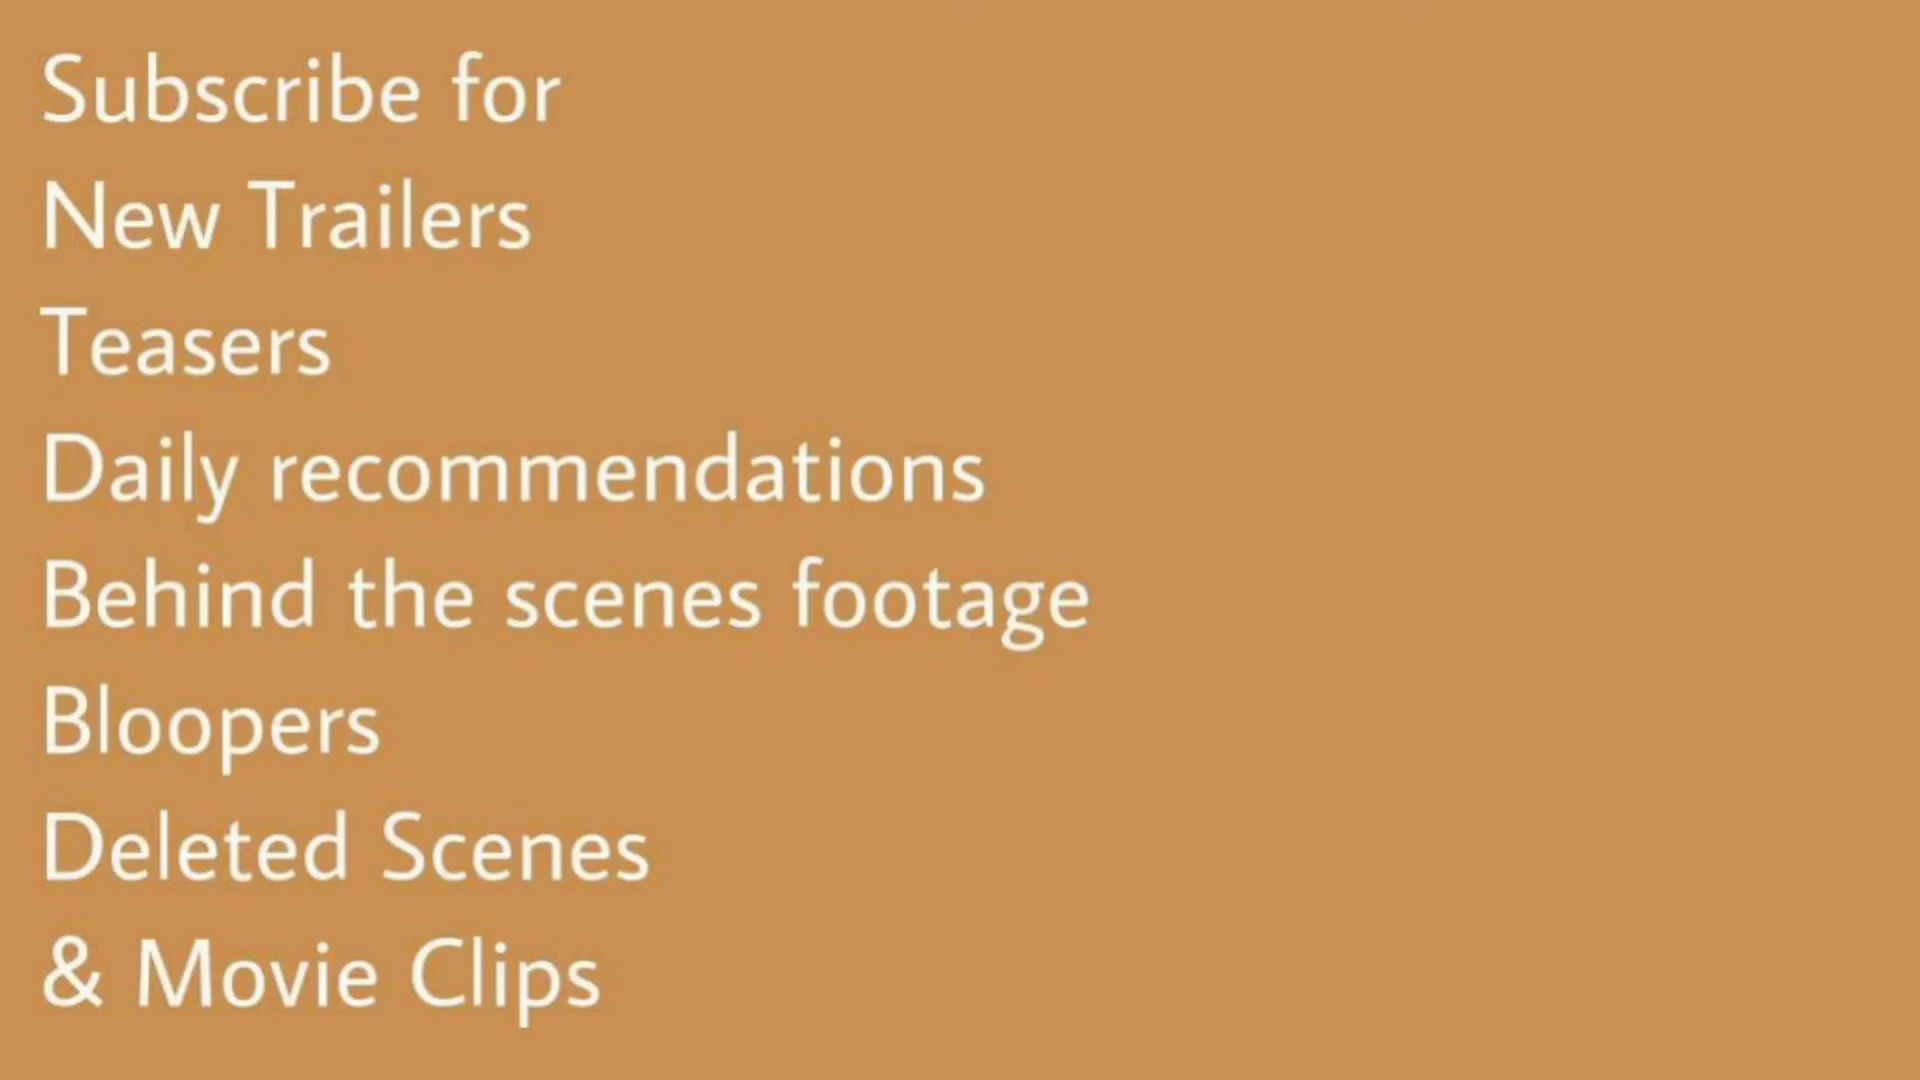 Subscribe for
New Trailers
Teasers
Daily recommendations
Behind the scenes footage
Bloopers
Deleted Scenes
& Movie Clips